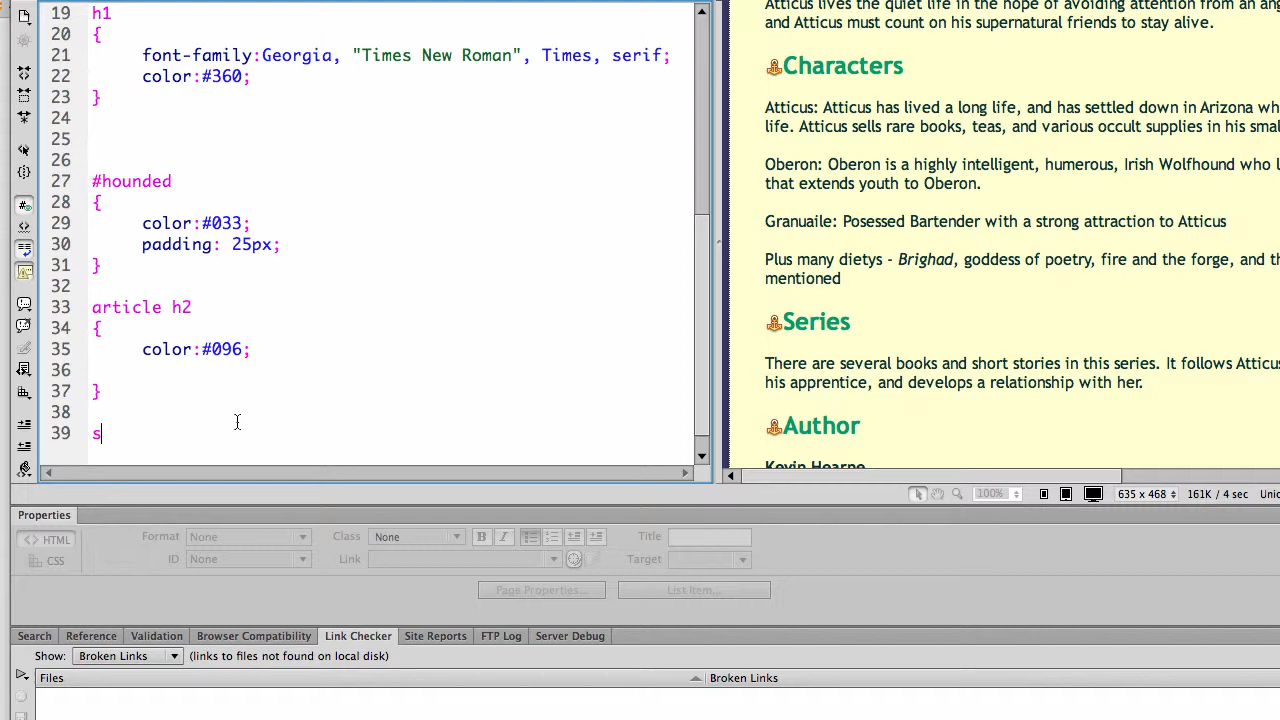 19 h1
20 {
21 font-family:Georgia, "Times New Roman", Times, serif;
22 color:#360;
23 }
24
25
26
27 #hounded
28 {
29 color:#033;
30 padding: 25px;
31 }
32
33 article h2
34 {
35 color:#096;
36
37 }
38
39 s
Atticus lives the quiet life in the hope of avoiding attention from an
and Atticus must count on his supernatural friends to stay alive.
Characters
Atticus: Atticus has lived a long life, and has settled down in Arizona
life. Atticus sells rare books, teas, and various occult supplies in his
Oberon: Oberon is a highly intelligent, humerous, Irish Wolfhound who
that extends youth to Oberon.
Granuaile: Posessed Bartender with a strong attraction to Atticus
Plus many dietys - Brighad, goddess of poetry, fire and the forge, and
mentioned
Series
There are several books and short stories in this series. It follows
his apprentice, and develops a relationship with her.
Author
Kevin Hearne
100% 635 x 468 161K / 4 sec
Properties
<> HTML Format None Class None B I Title
CSS ID None Link Target
Page Properties... List Item...
Search Reference Validation Browser Compatibility Link Checker Site Reports FTP Log Server Debug
Show: Broken Links (links to files not found on local disk)
Files Broken Links